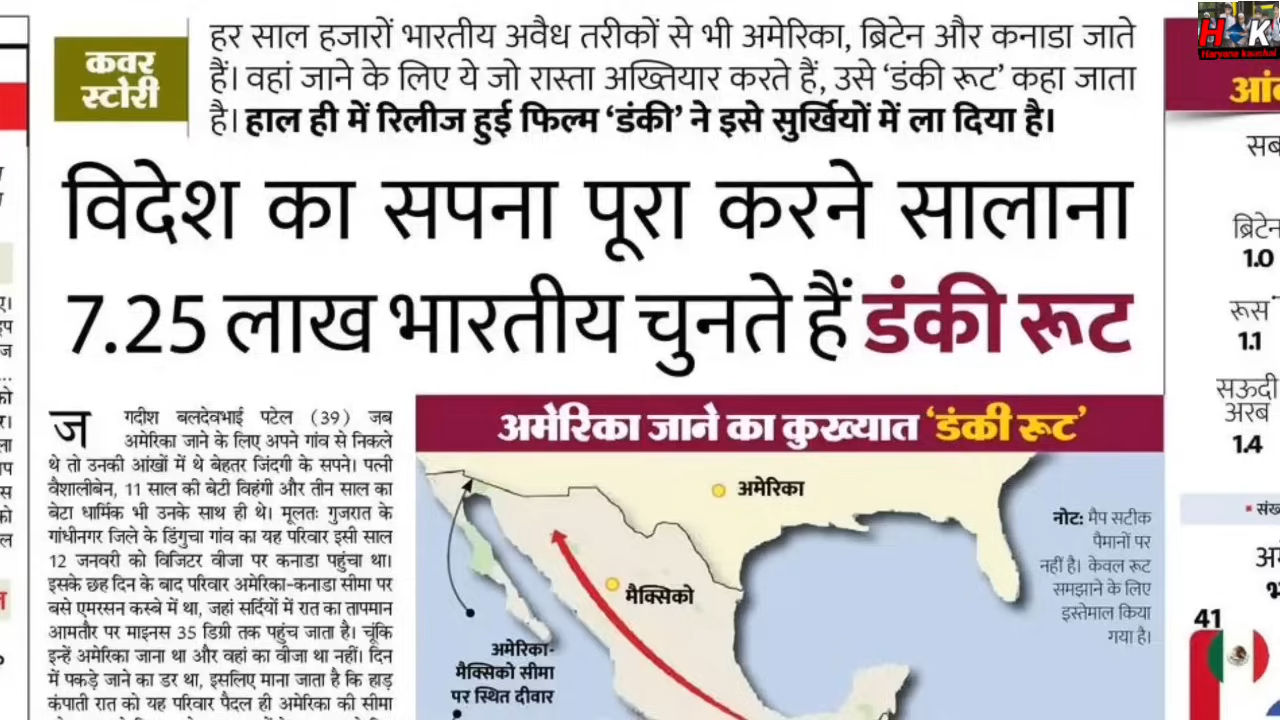 कवर
स्टोरी
हर साल हजारों भारतीय अवैध तरीकों से भी अमेरिका, ब्रिटेन और कनाडा जाते
हैं। वहां जाने के लिए ये जो रास्ता अख्तियार करते हैं, उसे ‘डंकी रूट’ कहा जाता
है। हाल ही में रिलीज हुई फिल्म ‘डंकी’ ने इसे सुर्खियों में ला दिया है।
विदेश का सपना पूरा करने सालाना
7.25 लाख भारतीय चुनते हैं डंकी रूट
जगदीश बलदेवभाई पटेल (39) जब
अमेरिका जाने के लिए अपने गांव से निकले
थे तो उनकी आंखों में थे बेहतर जिंदगी के सपने। पत्नी
वैशालीबेन, 11 साल की बेटी विहंगी और तीन साल का
बेटा धार्मिक भी उनके साथ ही थे। मूलतः गुजरात के
गांधीनगर जिले के डिंगुचा गांव का यह परिवार इसी साल
12 जनवरी को विजिटर वीजा पर कनाडा पहुंचा था।
इसके छह दिन के बाद परिवार अमेरिका-कनाडा सीमा पर
बसे एमरसन कस्बे में था, जहां सर्दियों में रात का तापमान
आमतौर पर माइनस 35 डिग्री तक पहुंच जाता है। चूंकि
इन्हें अमेरिका जाना था और वहां का वीजा था नहीं। दिन
में पकड़े जाने का डर था, इसलिए माना जाता है कि हाड़
कंपाती रात को यह परिवार पैदल ही अमेरिका की सीमा
अमेरिका जाने का कुख्यात ‘डंकी रूट’
अमेरिका
मैक्सिको
अमेरिका-
मैक्सिको सीमा
पर स्थित दीवार
नोट: मैप सटीक
पैमानों पर
नहीं है। केवल रूट
समझाने के लिए
इस्तेमाल किया
गया है।
Haryana kaushal
ब्रिटेन
1.0
रूस
1.1
सऊदी
अरब
1.4
41